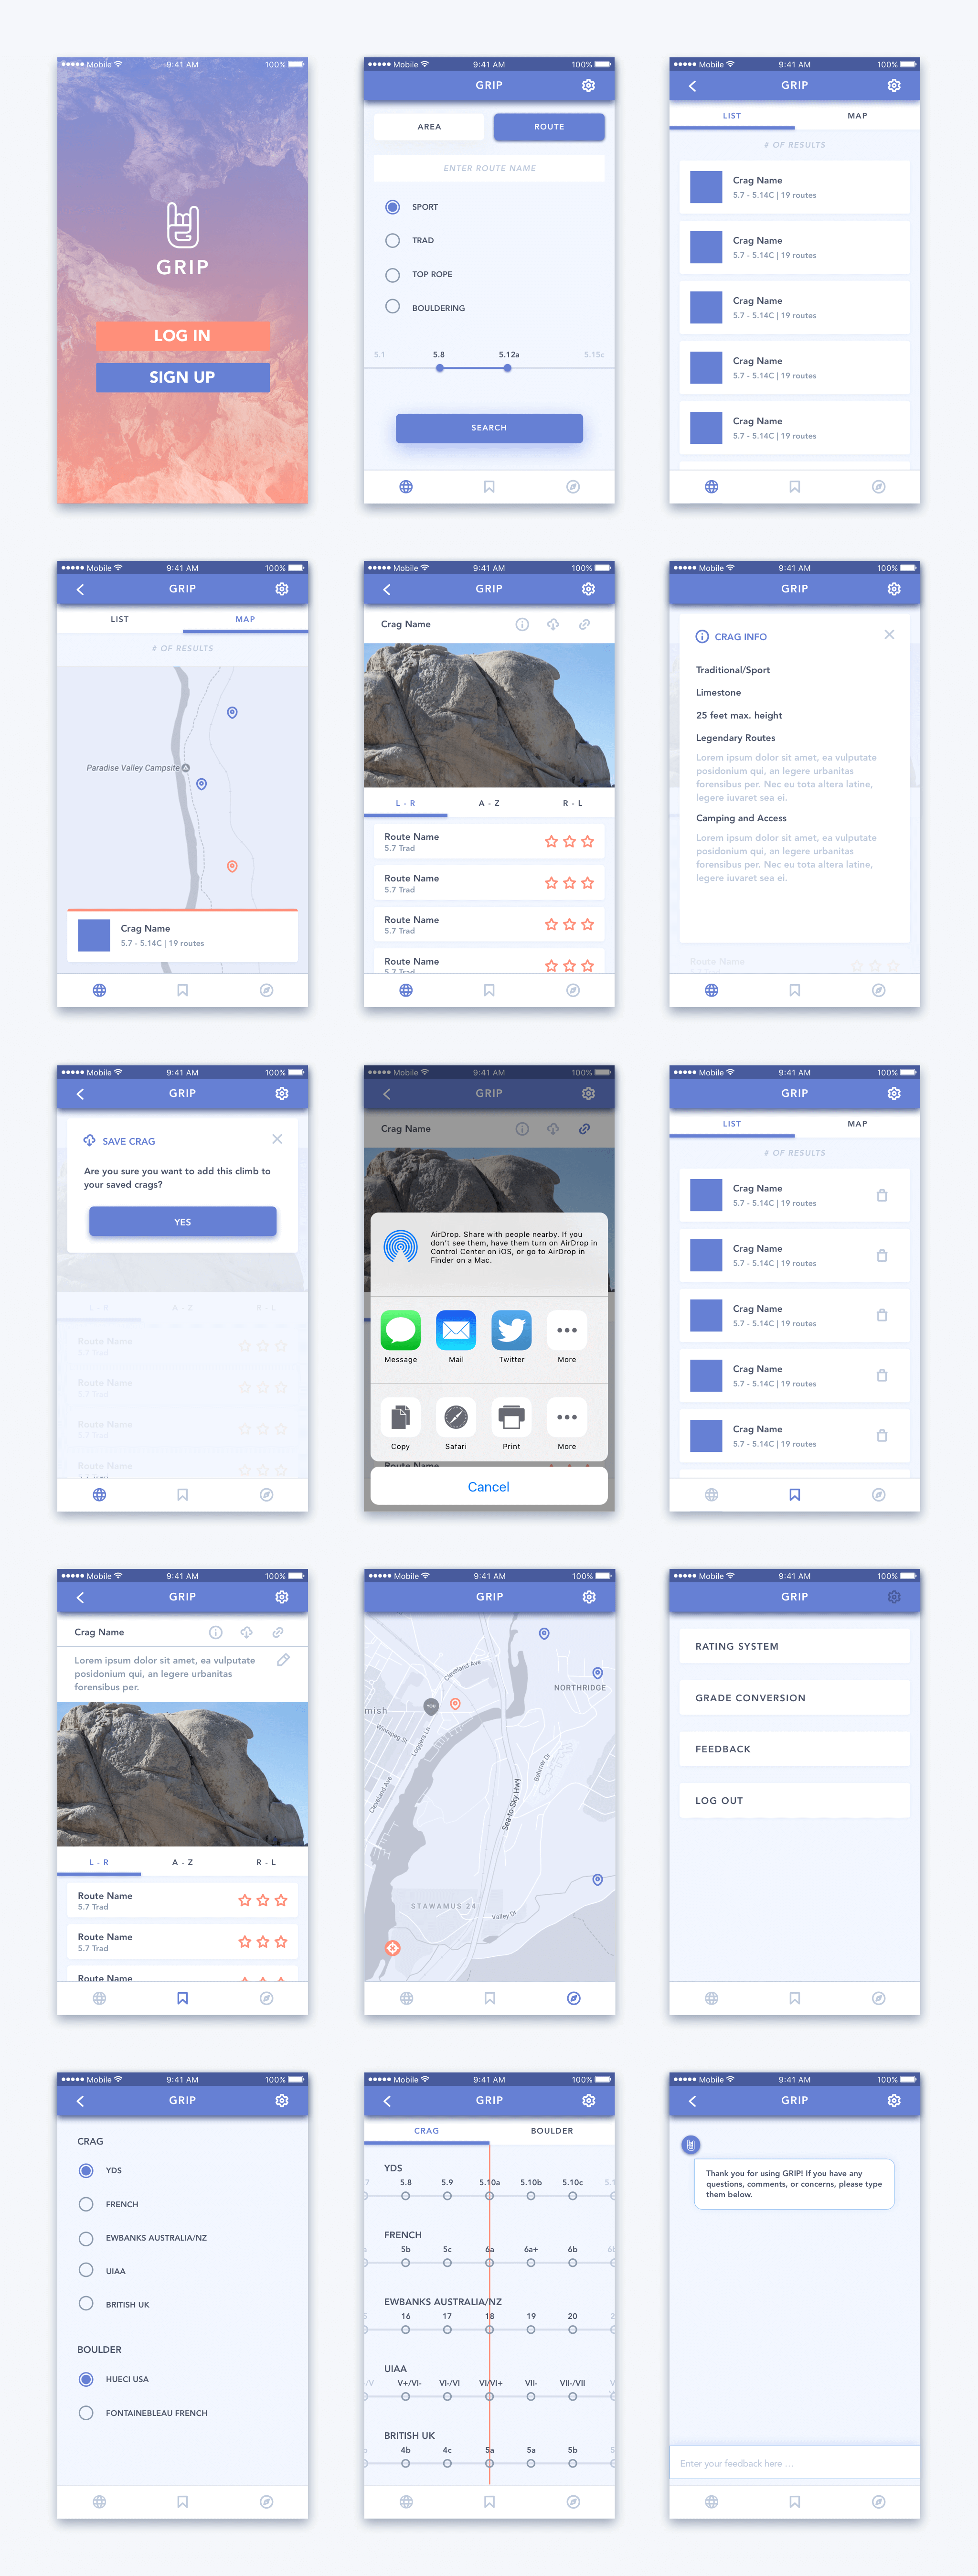 Mobile 9:41 AM 100%
GRIP
LOG IN
SIGN UP
Mobile 9:41 AM 100%
GRIP
AREA ROUTE
ENTER ROUTE NAME
SPORT
TRAD
TOP ROPE
BOULDERING
5.1 5.8 5.12a 5.15c
SEARCH
Mobile 9:41 AM 100%
GRIP
LIST MAP
# OF RESULTS
Crag Name
5.7 - 5.14C | 19 routes
Crag Name
5.7 - 5.14C | 19 routes
Crag Name
5.7 - 5.14C | 19 routes
Crag Name
5.7 - 5.14C | 19 routes
Crag Name
5.7 - 5.14C | 19 routes
Mobile 9:41 AM 100%
GRIP
LIST MAP
# OF RESULTS
Paradise Valley Campsite
Crag Name
5.7 - 5.14C | 19 routes
Mobile 9:41 AM 100%
GRIP
Crag Name
L - R A - Z R - L
Route Name
5.7 Trad
Route Name
5.7 Trad
Route Name
5.7 Trad
Route Name
5.7 Trad
Mobile 9:41 AM 100%
GRIP
CRAG INFO
Traditional/Sport
Limestone
25 feet max. height
Legendary Routes
Lorem ipsum dolor sit amet, ea vulputate
posidonium qui, an legere urbanitas
forensibus per. Nec eu tota altera latine,
legere iuvaret sea ei.
Camping and Access
Lorem ipsum dolor sit amet, ea vulputate
posidonium qui, an legere urbanitas
forensibus per. Nec eu tota altera latine,
legere iuvaret sea ei.
Route Name
Mobile 9:41 AM 100%
GRIP
SAVE CRAG
Are you sure you want to add this climb to
your saved crags?
YES
L - R A - Z R - L
Route Name
5.7 Trad
Route Name
5.7 Trad
Route Name
5.7 Trad
Route Name
Mobile 9:41 AM 100%
GRIP
Crag Name
AirDrop. Share with people nearby. If you
don't see them, have them turn on AirDrop in
Control Center on iOS, or go to AirDrop in
Finder on a Mac.
Message Mail Twitter More
Copy Safari Print More
Route Name
Cancel
Mobile 9:41 AM 100%
GRIP
LIST MAP
# OF RESULTS
Crag Name
5.7 - 5.14C | 19 routes
Crag Name
5.7 - 5.14C | 19 routes
Crag Name
5.7 - 5.14C | 19 routes
Crag Name
5.7 - 5.14C | 19 routes
Crag Name
5.7 - 5.14C | 19 routes
Mobile 9:41 AM 100%
GRIP
Crag Name
Lorem ipsum dolor sit amet, ea vulputate
posidonium qui, an legere urbanitas
forensibus per.
L - R A - Z R - L
Route Name
5.7 Trad
Route Name
5.7 Trad
Route Name
Mobile 9:41 AM 100%
GRIP
Cleveland Ave
NORTHRIDGE
YOU
mish
Winnipeg St
Loggers Ln
Cleveland Ave
Behrner Dr
Sea-to-Sky Hwy
STAWAMUS 24
Valley Dr
Mobile 9:41 AM 100%
GRIP
RATING SYSTEM
GRADE CONVERSION
FEEDBACK
LOG OUT
Mobile 9:41 AM 100%
GRIP
CRAG
YDS
FRENCH
EWBANKS AUSTRALIA/NZ
UIAA
BRITISH UK
BOULDER
HUECI USA
FONTAINEBLEAU FRENCH
Mobile 9:41 AM 100%
GRIP
CRAG BOULDER
YDS
5.8 5.9 5.10a 5.10b 5.10c
FRENCH
5b 5c 6a 6a+ 6b
EWBANKS AUSTRALIA/NZ
16 17 18 19 20
UIAA
V+/VI- VI-/VI VI/VI+ VII- VII-/VII
BRITISH UK
4b 4c 5a 5a 5b
Mobile 9:41 AM 100%
GRIP
Thank you for using GRIP! If you have any
questions, comments, or concerns, please type
them below.
Enter your feedback here ...